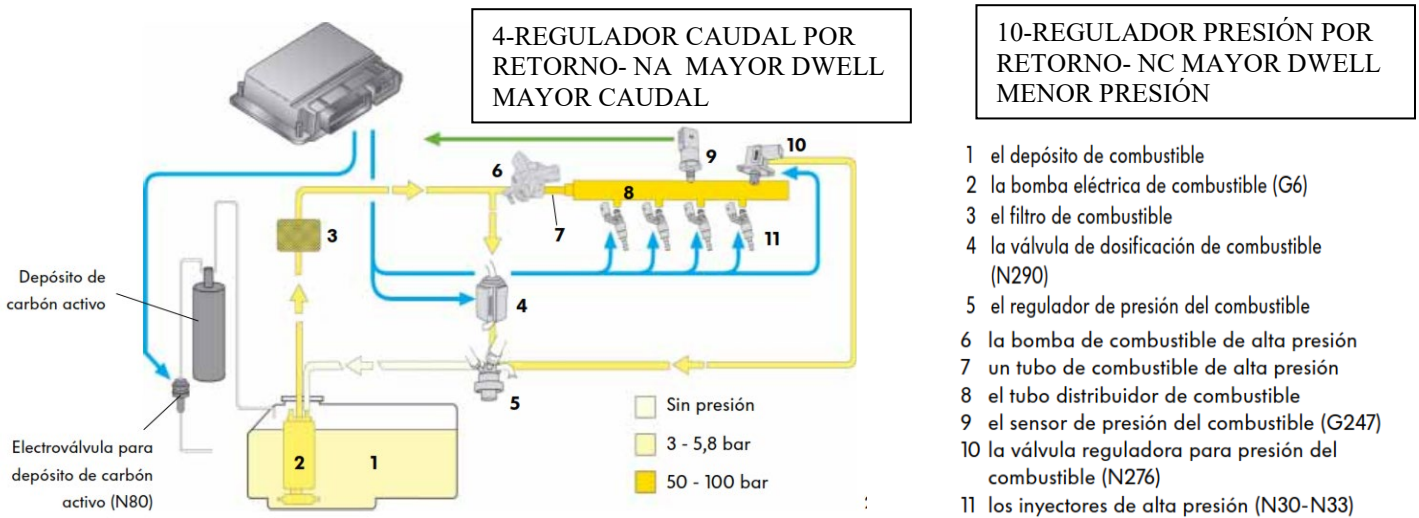 4-REGULADOR CAUDAL POR
RETORNO- NA MAYOR DWELL
MAYOR CAUDAL
10-REGULADOR PRESIÓN POR
RETORNO- NC MAYOR DWELL
MENOR PRESIÓN
6
9
10
8
7
11
3
4
5
2
1
Depósito de
carbón activo
Electroválvula para
depósito de carbón
activo (N80)
Sin presión
3 - 5,8 bar
50 - 100 bar
1 el depósito de combustible
2 la bomba eléctrica de combustible (G6)
3 el filtro de combustible
4 la válvula de dosificación de combustible
(N290)
5 el regulador de presión del combustible
6 la bomba de combustible de alta presión
7 un tubo de combustible de alta presión
8 el tubo distribuidor de combustible
9 el sensor de presión del combustible (G247)
10 la válvula reguladora para presión del
combustible (N276)
11 los inyectores de alta presión (N30-N33)